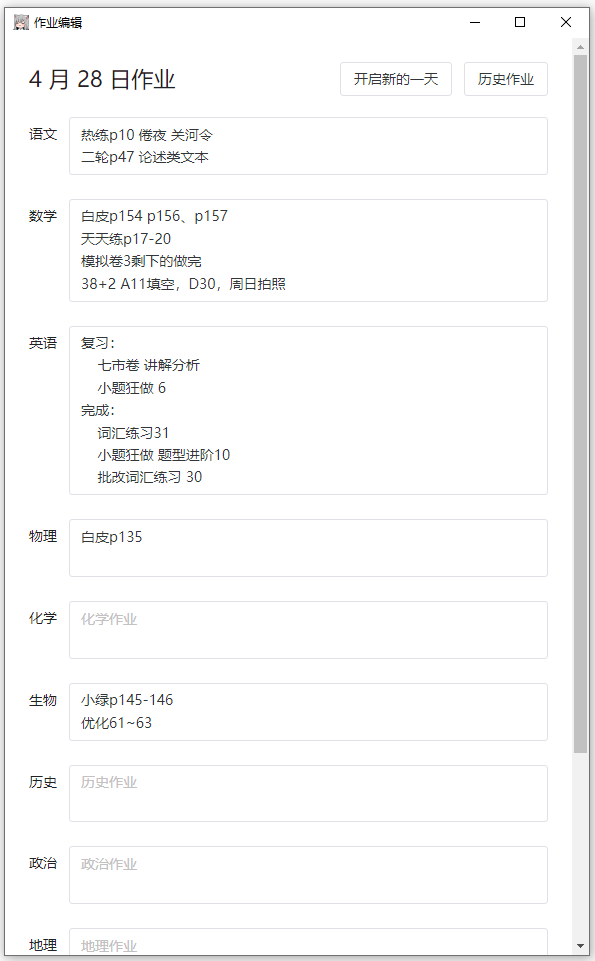 作业编辑
4 月 28 日作业
开启新的一天
历史作业
语文
热练p10 倦夜 关河令
二轮p47 论述类文本
数学
白皮p154 p156、p157
天天练p17-20
模拟卷3剩下的做完
38+2 A11填空，D30，周日拍照
英语
复习：
七市卷 讲解分析
小题狂做 6
完成：
词汇练习31
小题狂做 题型进阶10
批改词汇练习 30
物理
白皮p135
化学
化学作业
生物
小绿p145-146
优化61~63
历史
历史作业
政治
政治作业
地理
地理作业